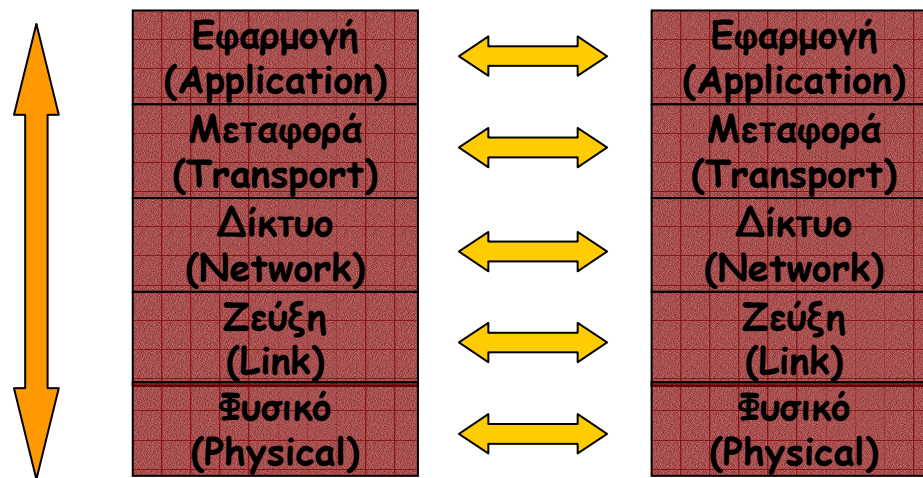 Εφαρμογή
(Application)
Μεταφορά
(Transport)
Δίκτυο
(Network)
Ζεύξη
(Link)
Φυσικό
(Physical)
Εφαρμογή
(Application)
Μεταφορά
(Transport)
Δίκτυο
(Network)
Ζεύξη
(Link)
Φυσικό
(Physical)